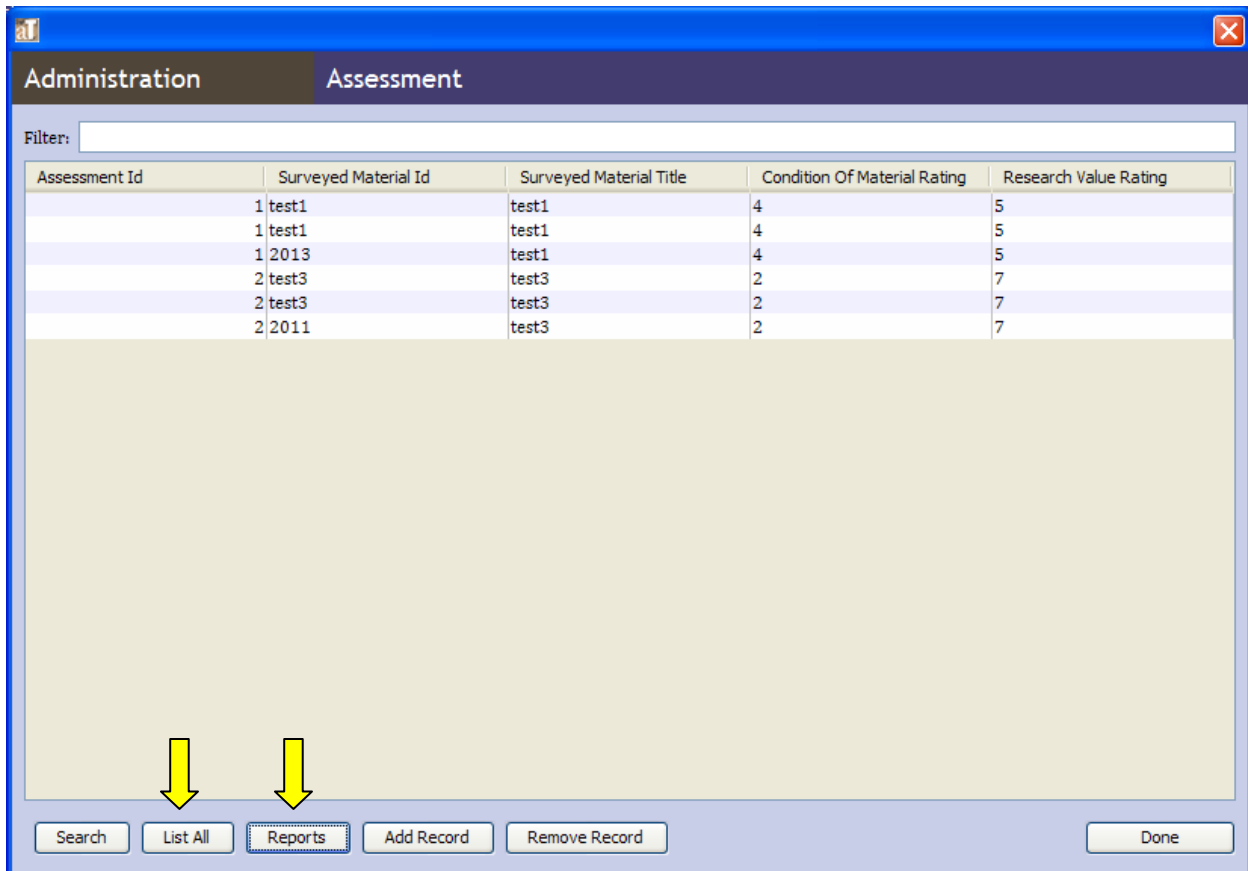 aT
Administration Assessment
Filter:
Assessment Id Surveyed Material Id Surveyed Material Title Condition Of Material Rating Research Value Rating
1 test1 test1 4 5
1 test1 test1 4 5
1 2013 test1 4 5
2 test3 test3 2 7
2 test3 test3 2 7
2 2011 test3 2 7
Search List All Reports Add Record Remove Record Done